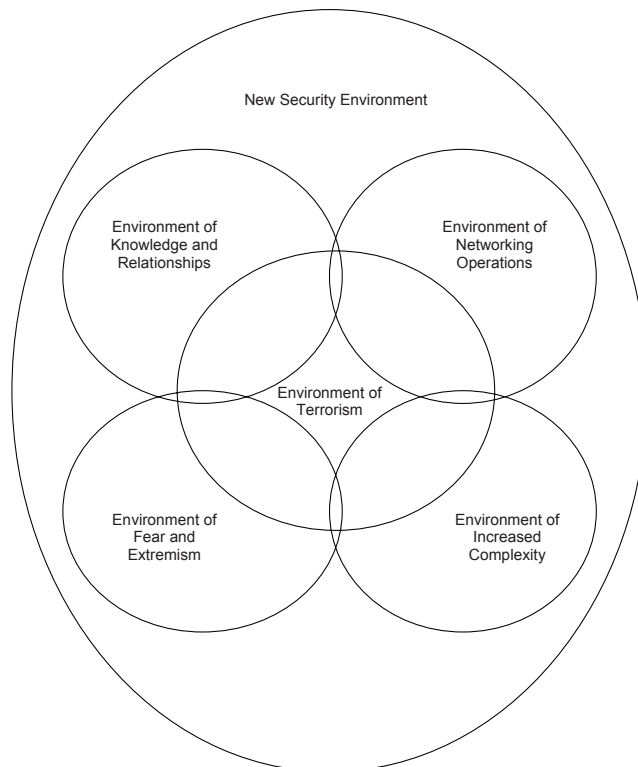 New Security Environment
Environment of
Knowledge and
Relationships
Environment of
Networking
Operations
Environment of
Terrorism
Environment of
Fear and
Extremism
Environment of
Increased
Complexity